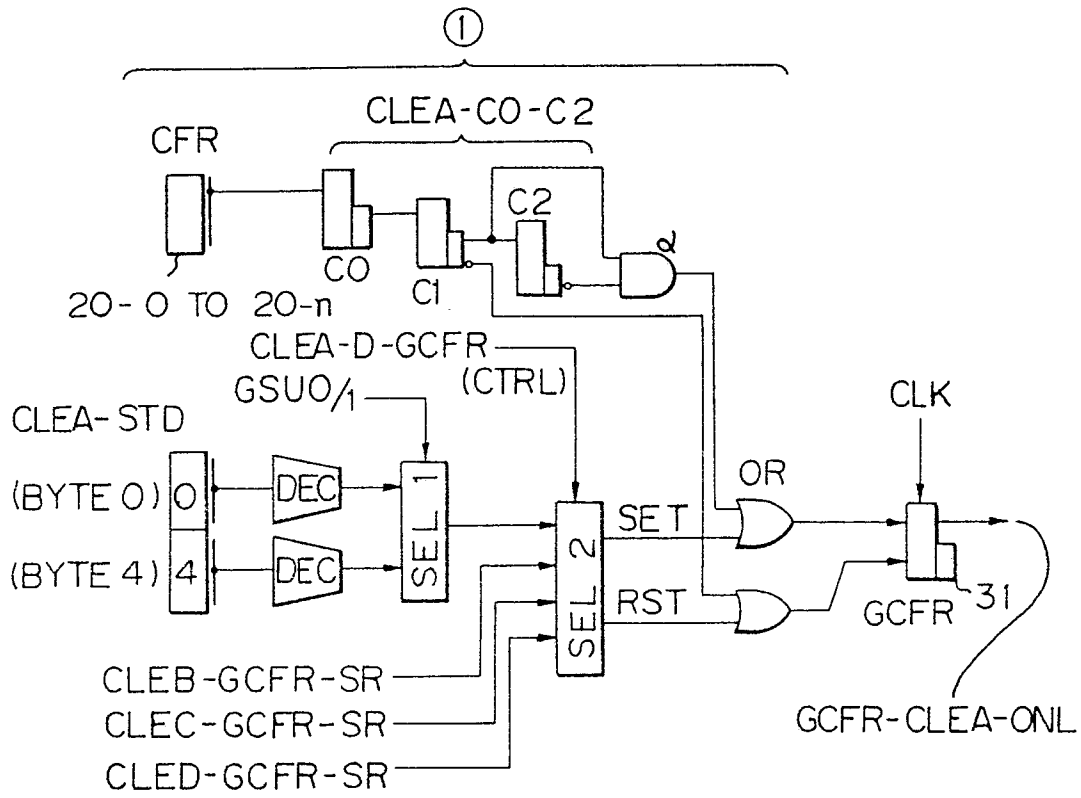 ①
CLEA-C0-C2
CFR
C2
α
C0
C1
20-0 TO 20-n
CLEA-D-GCFR
(CTRL)
GSU0/1
CLK
CLEA-STD
OR
(BYTE 0) 0 DEC SEL 1
SET
(BYTE 4) 4 DEC SEL 2
RST
31
GCFR
CLEB-GCFR-SR
CLEC-GCFR-SR
GCFR-CLEA-ONL
CLED-GCFR-SR